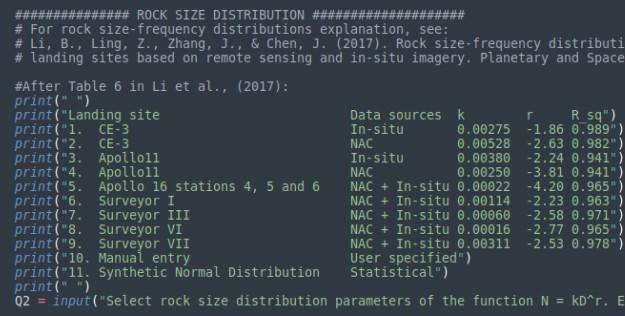 ############### ROCK SIZE DISTRIBUTION ####################
# For rock size-frequency distributions explanation, see:
# Li, B., Ling, Z., Zhang, J., & Chen, J. (2017). Rock size-frequency distributi
# landing sites based on remote sensing and in-situ imagery. Planetary and Space
#After Table 6 in Li et al., (2017):
print(" ")
print("Landing site                         Data sources  k        r     R_sq")
print("1.  CE-3                             In-situ       0.00275  -1.86 0.989")
print("2.  CE-3                             NAC           0.00528  -2.63 0.982")
print("3.  Apollo11                         In-situ       0.00380  -2.24 0.941")
print("4.  Apollo11                         NAC           0.00250  -3.81 0.941")
print("5.  Apollo 16 stations 4, 5 and 6    NAC + In-situ 0.00022  -4.20 0.965")
print("6.  Surveyor I                       NAC + In-situ 0.00114  -2.23 0.963")
print("7.  Surveyor III                     NAC + In-situ 0.00060  -2.58 0.971")
print("8.  Surveyor VI                      NAC + In-situ 0.00016  -2.77 0.965")
print("9.  Surveyor VII                     NAC + In-situ 0.00311  -2.53 0.978")
print("10. Manual entry                     User specified")
print("11. Synthetic Normal Distribution    Statistical")
print(" ")
Q2 = input("Select rock size distribution parameters of the function N = kD^r. E